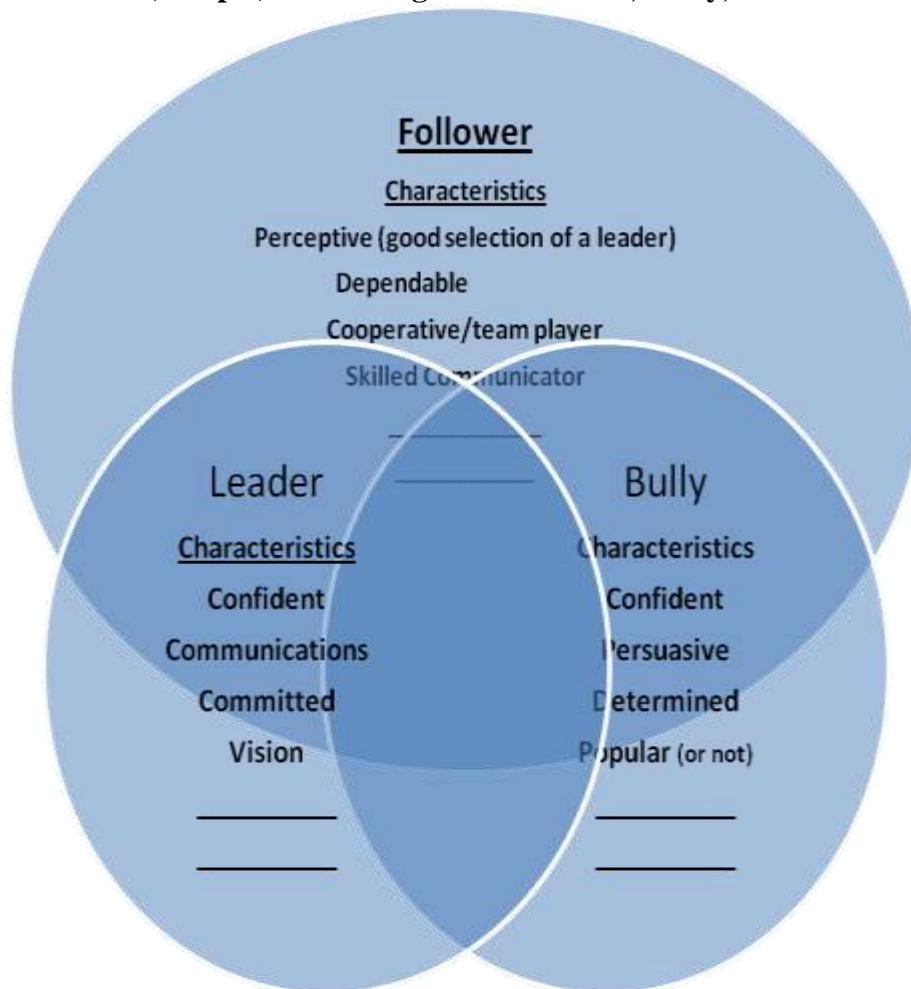 Follower
Characteristics
Perceptive (good selection of a leader)
Dependable
Cooperative/team player
Skilled Communicator
Leader
Characteristics
Confident
Communications
Committed
Vision
Bully
Characteristics
Confident
Persuasive
Determined
Popular (or not)